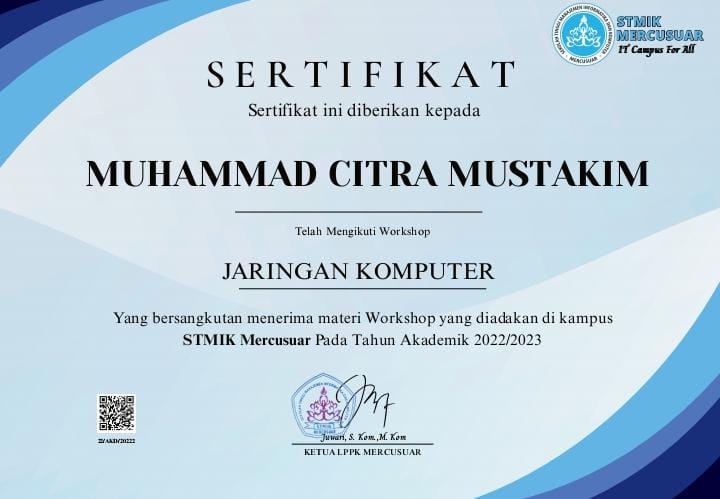 STMIK
MERCUSUAR
IT Campus For All
SERTIFIKAT
Sertifikat ini diberikan kepada
MUHAMMAD CITRA MUSTAKIM
Telah Mengikuti Workshop
JARINGAN KOMPUTER
Yang bersangkutan menerima materi Workshop yang diadakan di kampus
STMIK Mercusuar Pada Tahun Akademik 2022/2023
STMIK
MERCUSUAR
Juwari, S. Kom.,M. Kom
KETUA LPPK MERCUSUAR